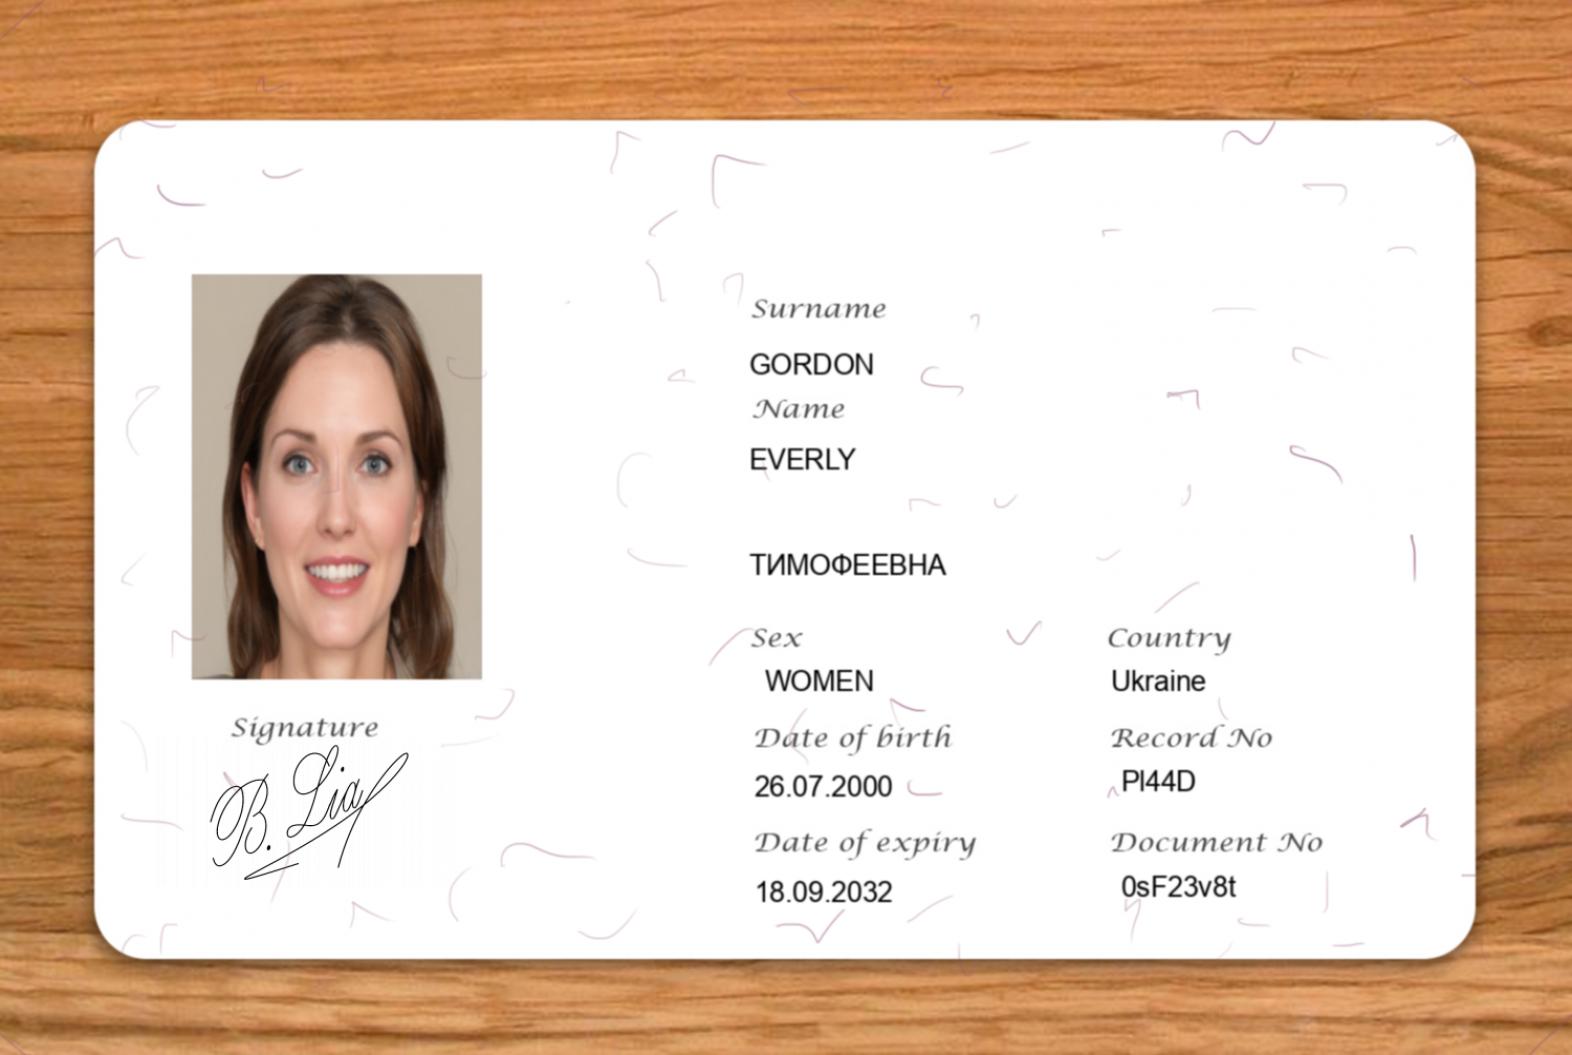 Surname
GORDON
Name
EVERLY
ТИМОФЕЕВНА
Sex
WOMEN
Country
Ukraine
Date of birth
26.07.2000
Record No
PI44D
Date of expiry
18.09.2032
Document No
0sF23v8t
Signature
B. Lia